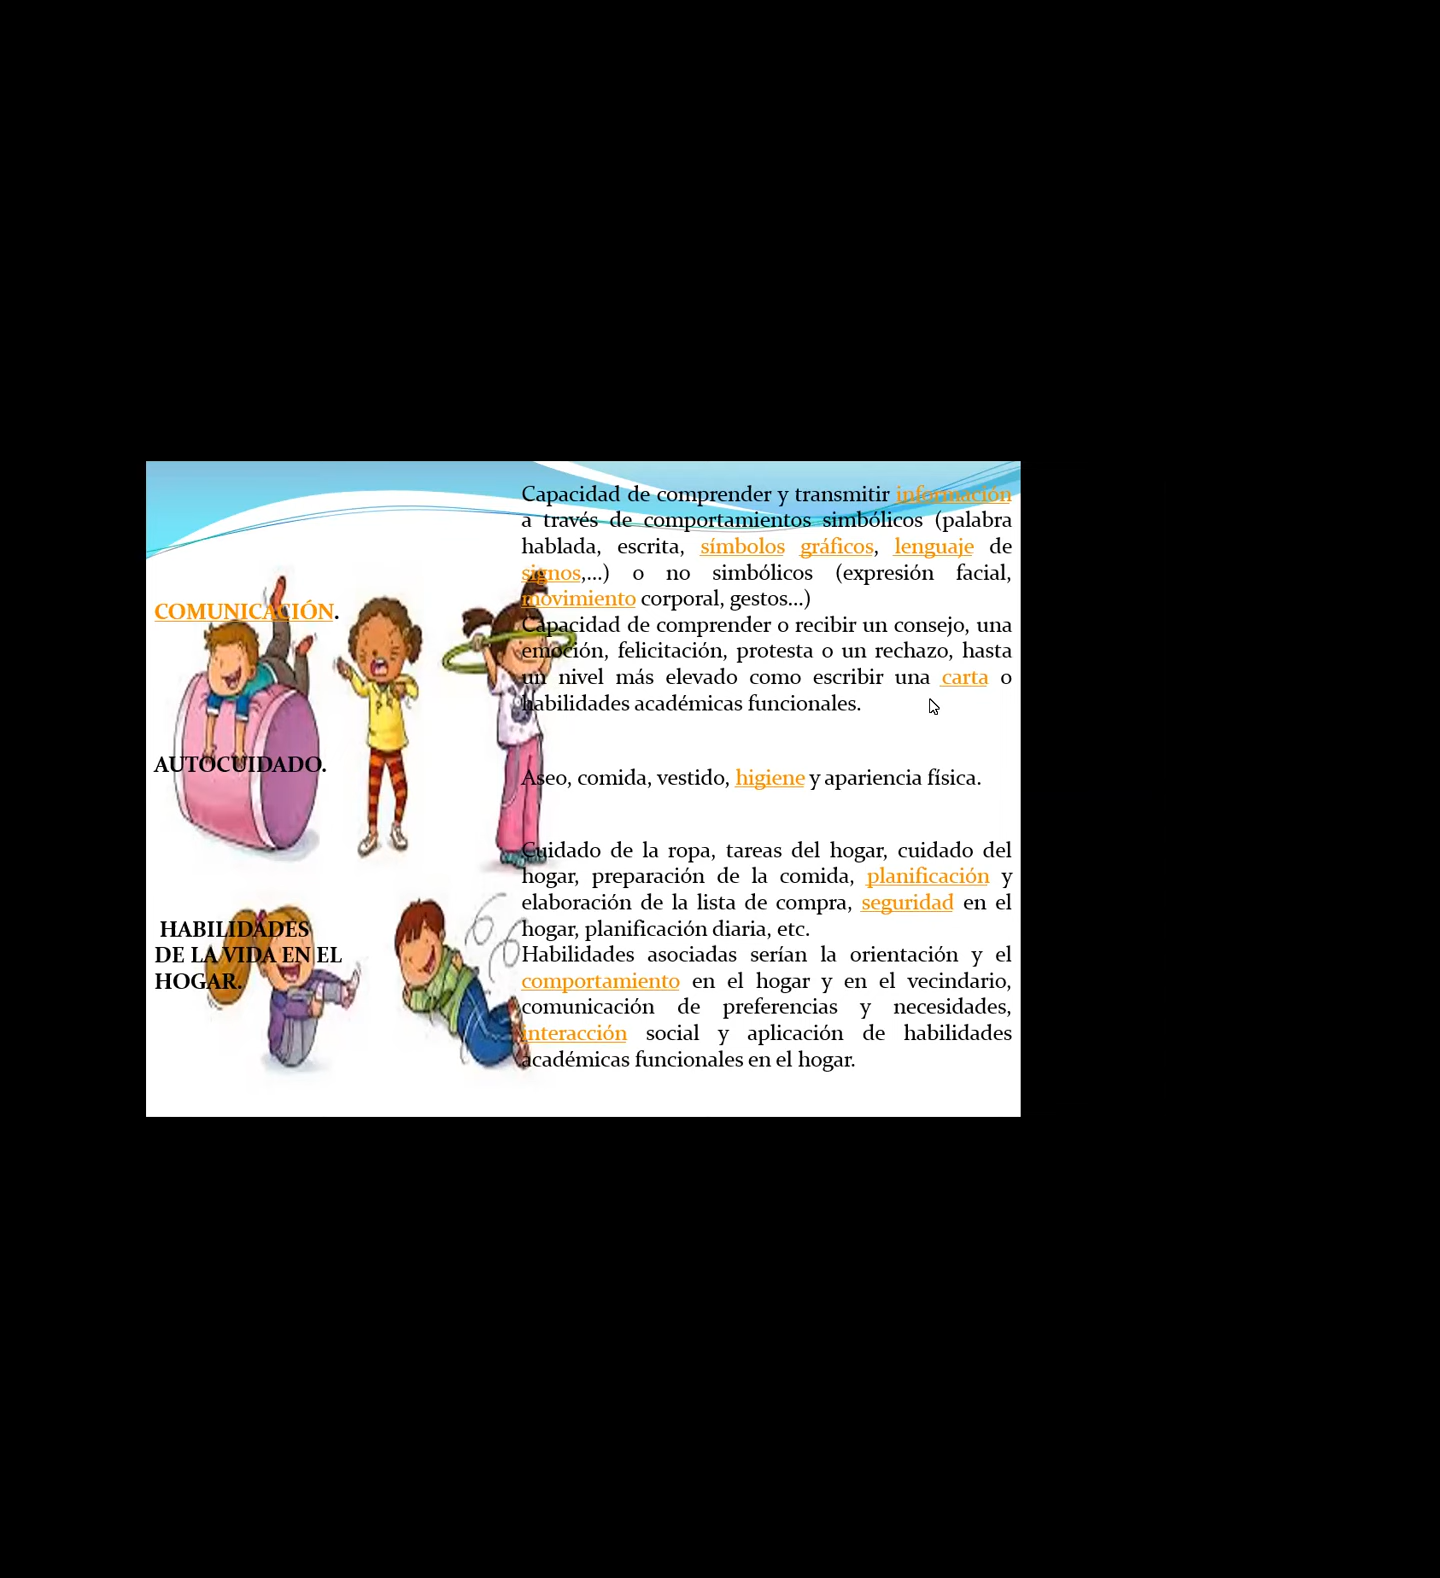 COMUNICACIÓN.
Capacidad de comprender y transmitir información
a través de comportamientos simbólicos (palabra
hablada, escrita, símbolos gráficos, lenguaje de
signos,...) o no simbólicos (expresión facial,
movimiento corporal, gestos...)
Capacidad de comprender o recibir un consejo, una
emoción, felicitación, protesta o un rechazo, hasta
un nivel más elevado como escribir una carta o
habilidades académicas funcionales.
AUTOCUIDADO.
Aseo, comida, vestido, higiene y apariencia física.
HABILIDADES
DE LA VIDA EN EL
HOGAR.
Cuidado de la ropa, tareas del hogar, cuidado del
hogar, preparación de la comida, planificación y
elaboración de la lista de compra, seguridad en el
hogar, planificación diaria, etc.
Habilidades asociadas serían la orientación y el
comportamiento en el hogar y en el vecindario,
comunicación de preferencias y necesidades,
interacción social y aplicación de habilidades
académicas funcionales en el hogar.